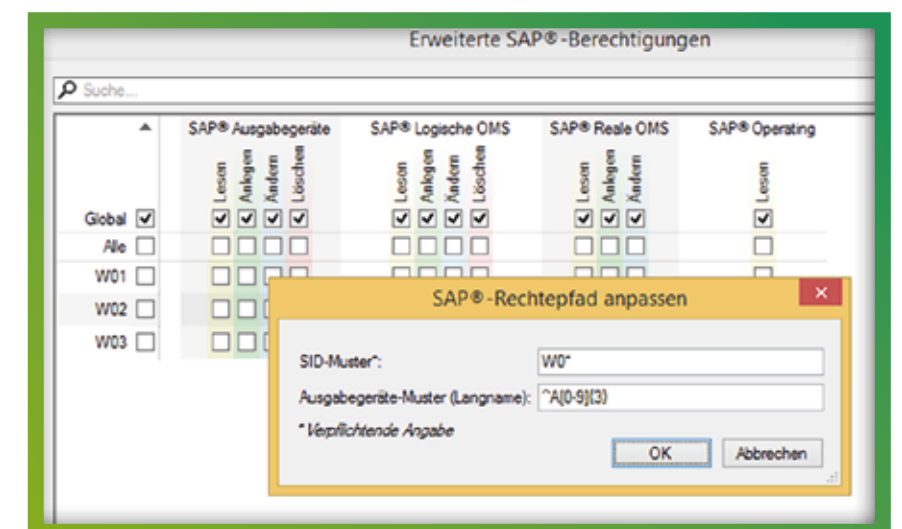 Erweiterte SAP®-Berechtigungen
Suche...
SAP® Ausgabegeräte SAP® Logische OMS SAP® Reale OMS SAP® Operating
Lesen Anlegen Ändern Löschen Lesen Anlegen Ändern Löschen Lesen Anlegen Ändern Lesen
Global
Alle
W01
W02
W03
SAP®-Rechtepfad anpassen
SID-Muster*: W0*
Ausgabegeräte-Muster (Langname): ^A[0-9]{3}
* Verpflichtende Angabe
OK Abbrechen